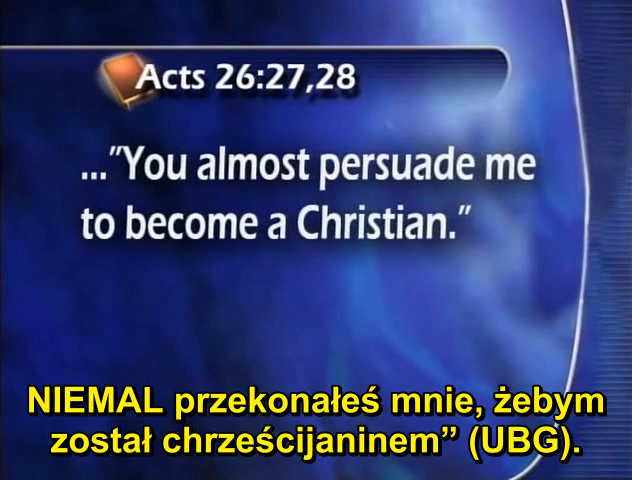 Acts 26:27,28
..."You almost persuade me
to become a Christian."
NIEMAL przekonałeś mnie, żebym
został chrześcijaninem” (UBG).